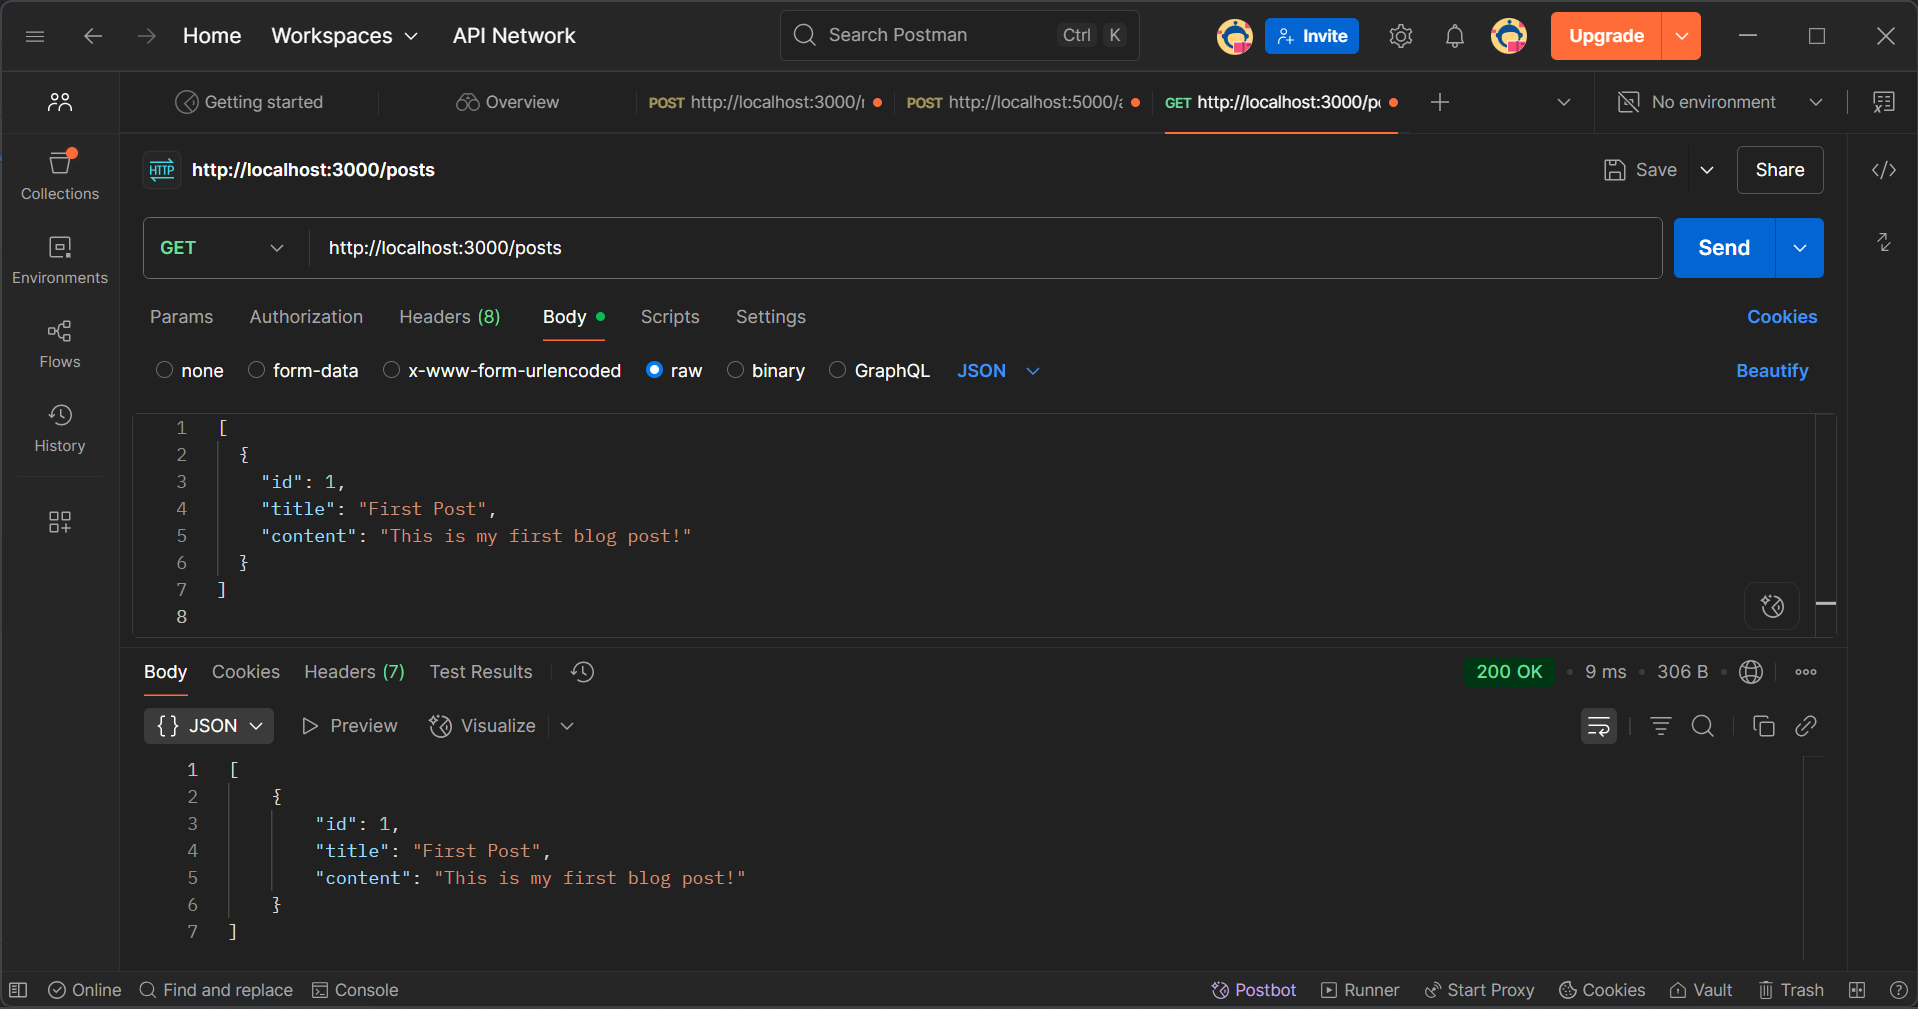 Home Workspaces API Network Search Postman Ctrl K Invite Upgrade
Getting started Overview POST http://localhost:3000/r POST http://localhost:5000/a GET http://localhost:3000/po No environment
HTTP http://localhost:3000/posts Save Share
Collections
Environments
Flows
History
GET http://localhost:3000/posts Send
Params Authorization Headers (8) Body Scripts Settings Cookies
none form-data x-www-form-urlencoded raw binary GraphQL JSON Beautify
1 [
2 {
3 "id": 1,
4 "title": "First Post",
5 "content": "This is my first blog post!"
6 }
7 ]
8
Body Cookies Headers (7) Test Results 200 OK • 9 ms • 306 B •
{} JSON Preview Visualize
1 [
2 {
3 "id": 1,
4 "title": "First Post",
5 "content": "This is my first blog post!"
6 }
7 ]
Online Find and replace Console Postbot Runner Start Proxy Cookies Vault Trash